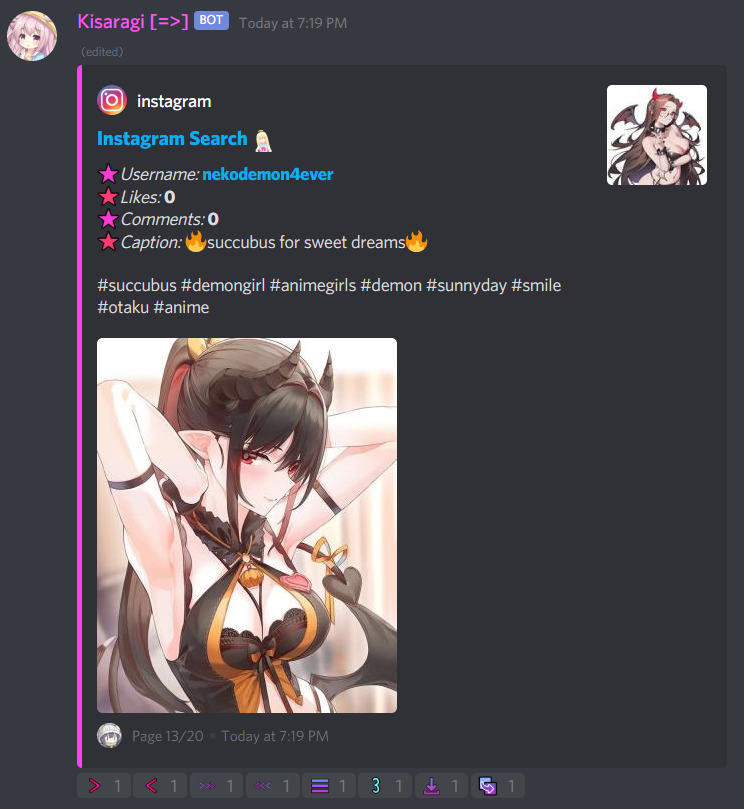 Kisaragi [=>] BOT Today at 7:19 PM
(edited)
instagram
Instagram Search
Username: nekodemon4ever
Likes: 0
Comments: 0
Caption: 🔥succubus for sweet dreams🔥
#succubus #demongirl #animegirls #demon #sunnyday #smile
#otaku #anime
Page 13/20 • Today at 7:19 PM
1 1 1 1 1 3 1 1 1